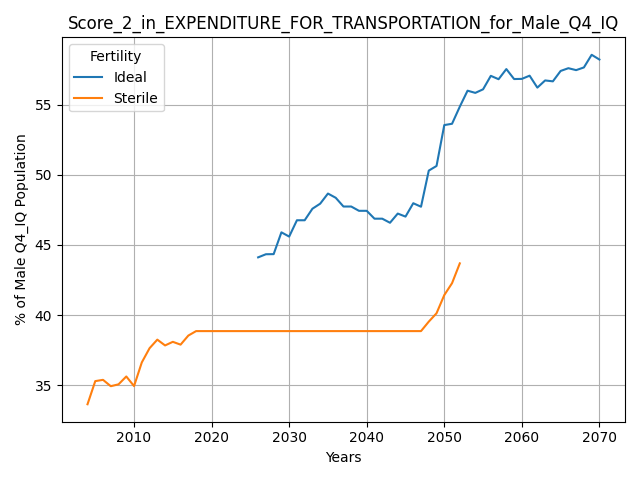 Score_2_in_EXPENDITURE_FOR_TRANSPORTATION_for_Male_Q4_IQ
Fertility
Ideal
Sterile
% of Male Q4_IQ Population
55
50
45
40
35
2010 2020 2030 2040 2050 2060 2070
Years